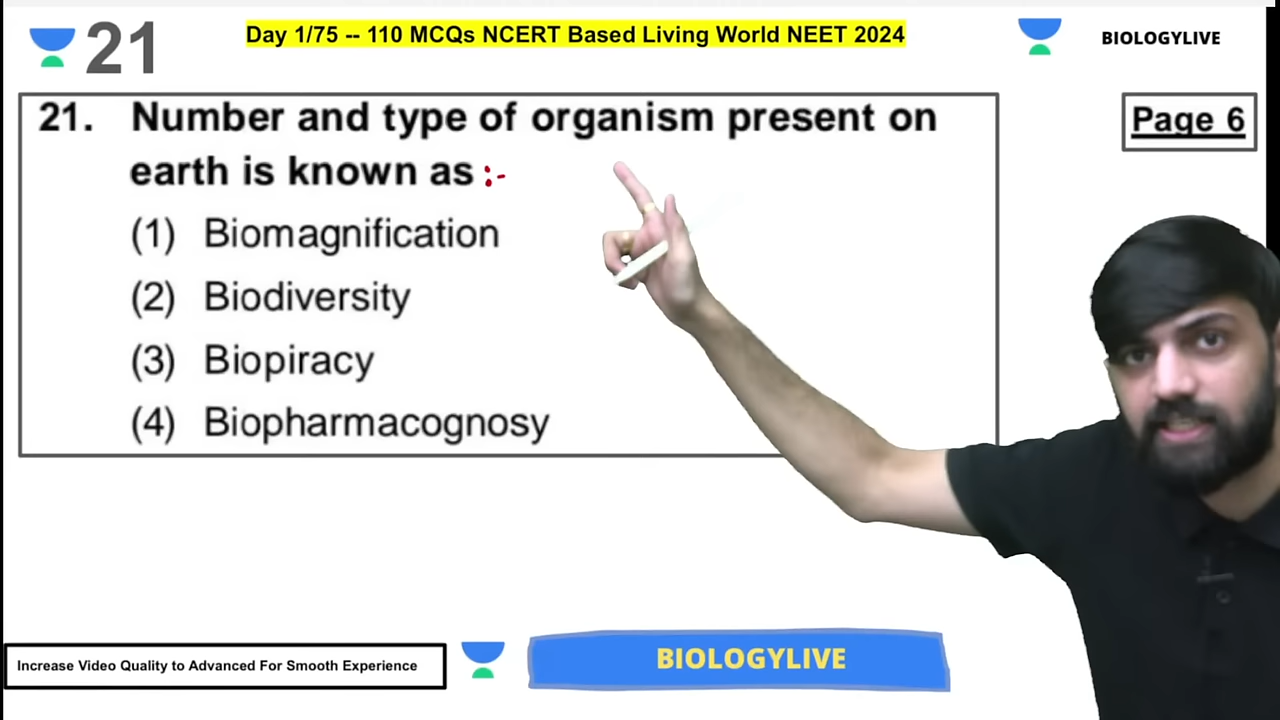 21
Day 1/75 -- 110 MCQs NCERT Based Living World NEET 2024
BIOLOGYLIVE
21. Number and type of organism present on
earth is known as :-
Page 6
(1) Biomagnification
(2) Biodiversity
(3) Biopiracy
(4) Biopharmacognosy
Increase Video Quality to Advanced For Smooth Experience
BIOLOGYLIVE